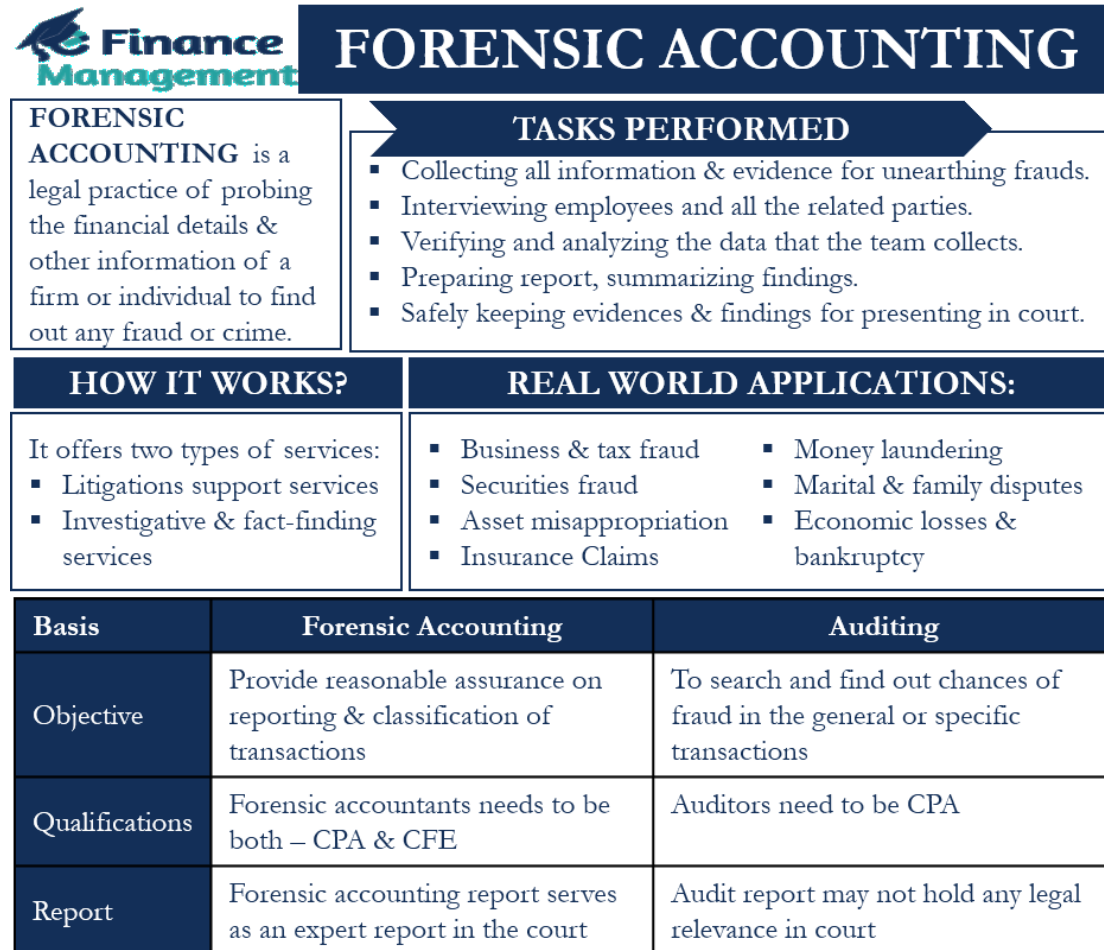 Finance
Management
FORENSIC ACCOUNTING
FORENSIC
ACCOUNTING is a
legal practice of probing
the financial details &
other information of a
firm or individual to find
out any fraud or crime.
TASKS PERFORMED
▪ Collecting all information & evidence for unearthing frauds.
▪ Interviewing employees and all the related parties.
▪ Verifying and analyzing the data that the team collects.
▪ Preparing report, summarizing findings.
▪ Safely keeping evidences & findings for presenting in court.
HOW IT WORKS?
It offers two types of services:
▪ Litigations support services
▪ Investigative & fact-finding
services
REAL WORLD APPLICATIONS:
▪ Business & tax fraud
▪ Securities fraud
▪ Asset misappropriation
▪ Insurance Claims
▪ Money laundering
▪ Marital & family disputes
▪ Economic losses &
bankruptcy
Basis
Forensic Accounting
Auditing
Objective
Provide reasonable assurance on
reporting & classification of
transactions
To search and find out chances of
fraud in the general or specific
transactions
Qualifications
Forensic accountants needs to be
both – CPA & CFE
Auditors need to be CPA
Report
Forensic accounting report serves
as an expert report in the court
Audit report may not hold any legal
relevance in court